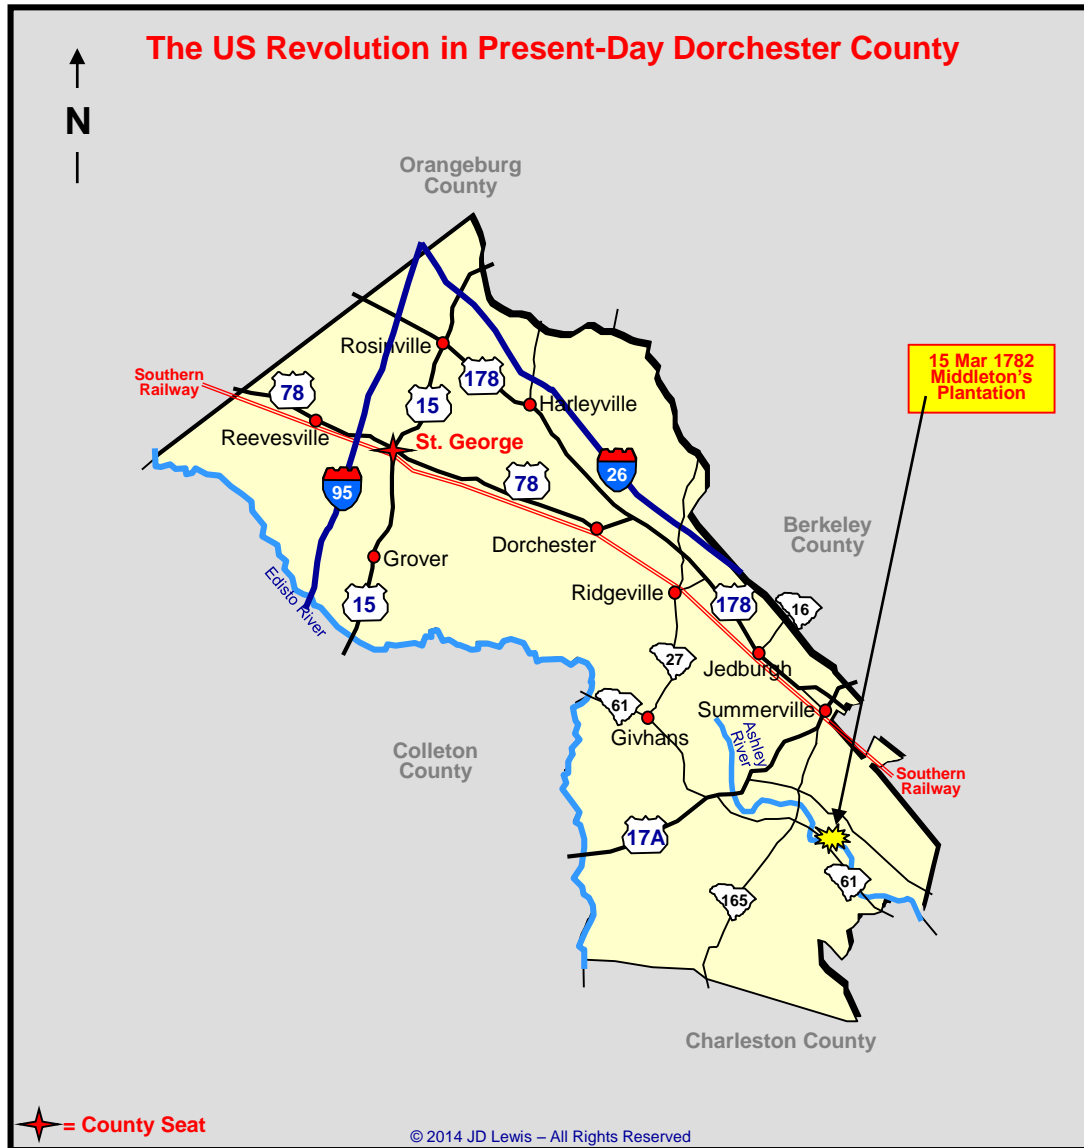 The US Revolution in Present-Day Dorchester County
N
Orangeburg
County
Rosinville
178
15 Mar 1782
Middleton's
Plantation
Southern
Railway
78
15
Harleyville
Reevesville
St. George
26
95
78
Berkeley
County
Dorchester
Grover
Edisto River
15
Ridgeville
178
16
27
Jedburgh
61
Summerville
Givhans
Ashley
River
Colleton
County
Southern
Railway
17A
61
165
Charleston County
= County Seat
© 2014 JD Lewis – All Rights Reserved